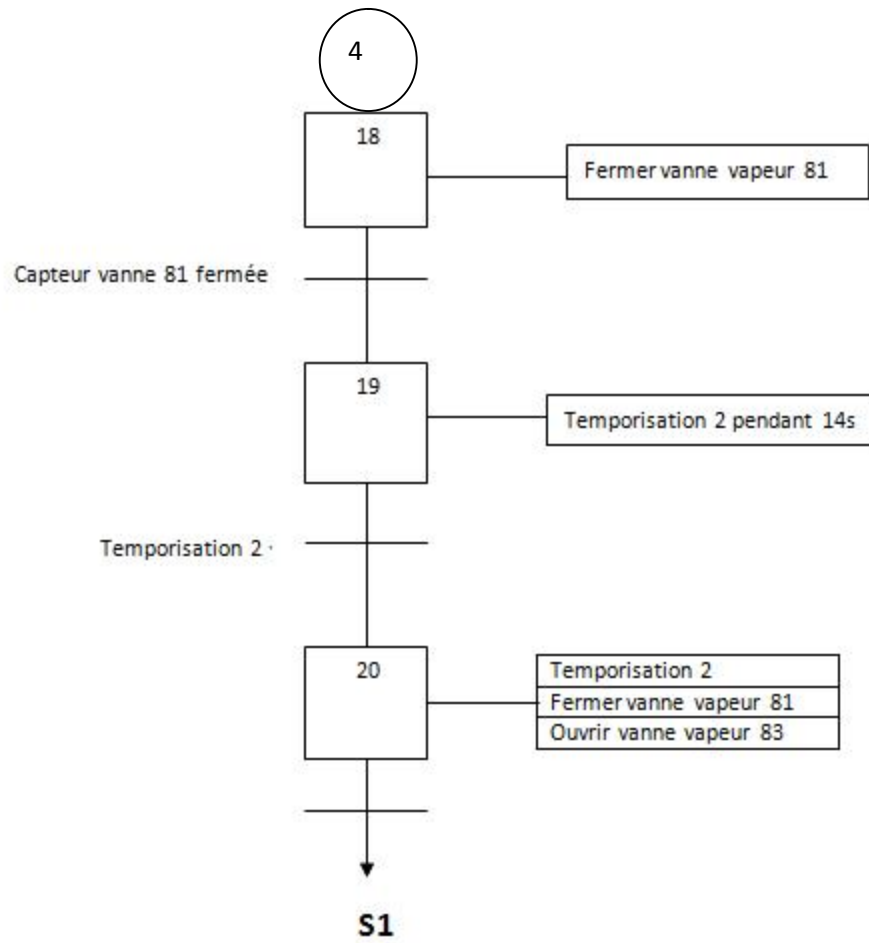 4
18
Fermer vanne vapeur 81
Capteur vanne 81 fermée
19
Temporisation 2 pendant 14s
Temporisation 2 ·
20
Temporisation 2
Fermer vanne vapeur 81
Ouvrir vanne vapeur 83
S1